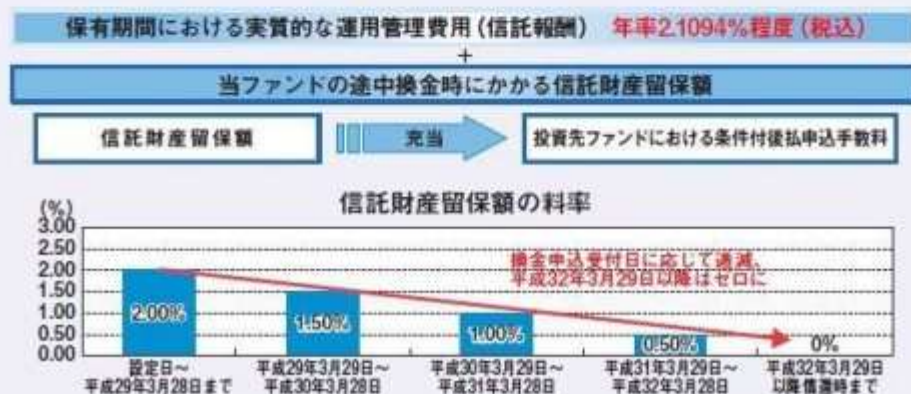 保有期間における実質的な運用管理費用(信託報酬) 年率2.1094%程度(税込)
+
当ファンドの途中換金時にかかる信託財産留保額
信託財産留保額
充当
投資先ファンドにおける条件付後払申込手数料
信託財産留保額の料率
(%)
3.00
2.50
2.00
1.50
1.00
0.50
0.00
換金申込受付日に応じて逓減、
平成32年3月29日以降はゼロに
2.00%
1.50%
1.00%
0.50%
0%
設定日~
平成29年3月28日まで
平成29年3月29日~
平成30年3月28日
平成30年3月29日~
平成31年3月28日
平成31年3月29日~
平成32年3月28日
平成32年3月29日
以降償還時まで